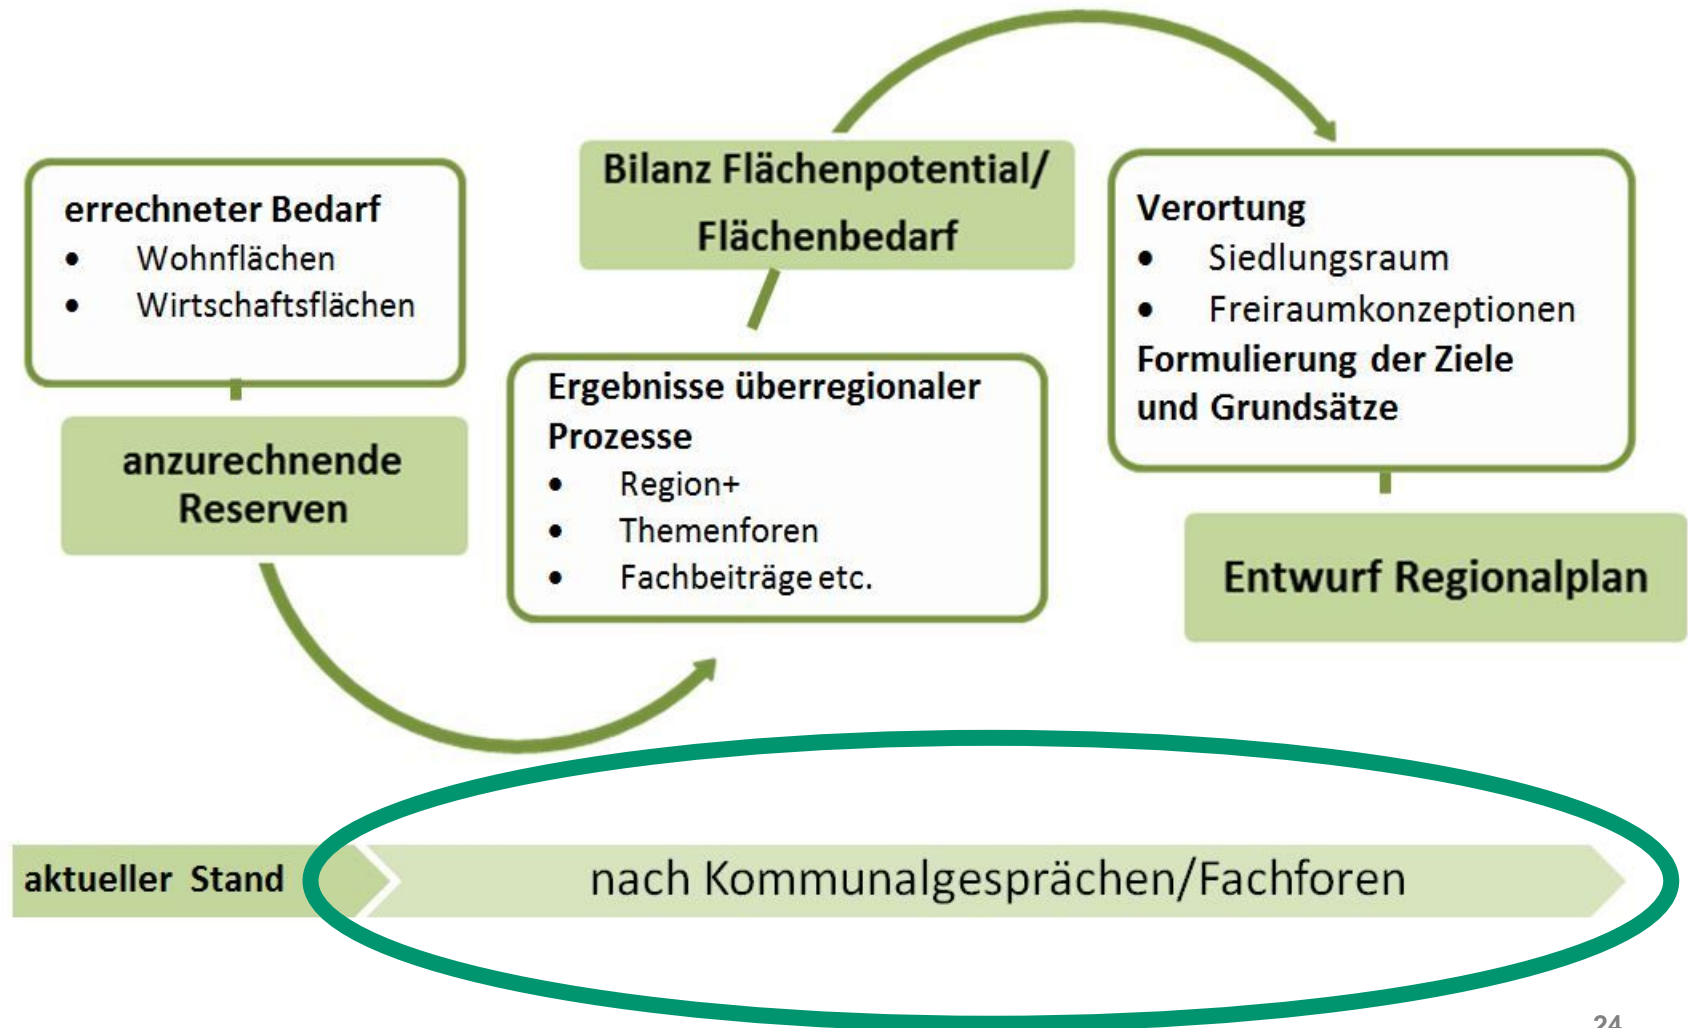 errechneter Bedarf
• Wohnflächen
• Wirtschaftsflächen
anzurechnende
Reserven
Bilanz Flächenpotential/
Flächenbedarf
Ergebnisse überregionaler
Prozesse
• Region+
• Themenforen
• Fachbeiträge etc.
Verortung
• Siedlungsraum
• Freiraumkonzeptionen
Formulierung der Ziele
und Grundsätze
Entwurf Regionalplan
aktueller Stand
nach Kommunalgesprächen/Fachforen
24